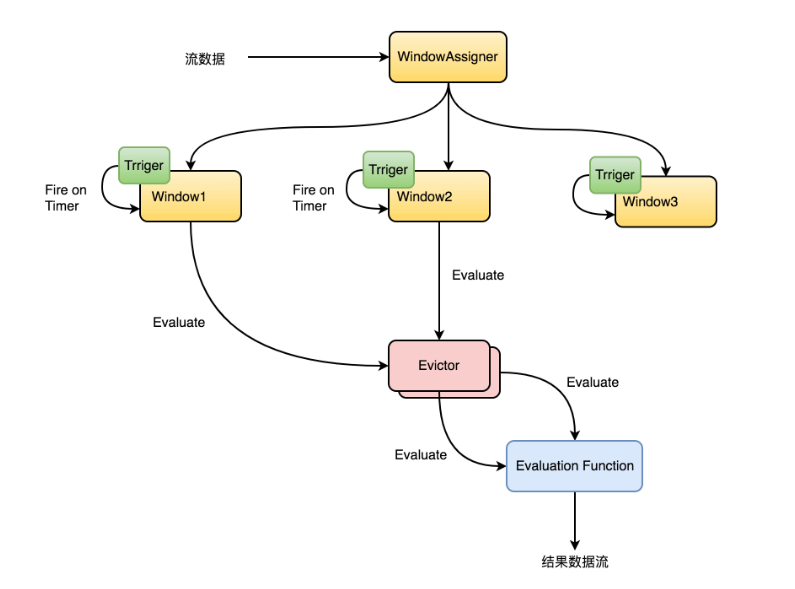 流数据
WindowAssigner
Trriger
Fire on
Timer
Window1
Trriger
Fire on
Timer
Window2
Trriger
Window3
Evaluate
Evaluate
Evictor
Evaluate
Evaluate
Evaluation Function
结果数据流